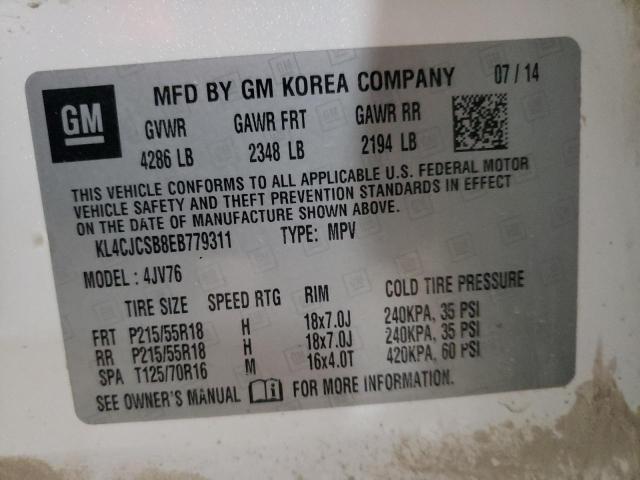 MFD BY GM KOREA COMPANY 07 / 14
GM
GVWR GAWR FRT GAWR RR
4286 LB 2348 LB 2194 LB
THIS VEHICLE CONFORMS TO ALL APPLICABLE U.S. FEDERAL MOTOR
VEHICLE SAFETY AND THEFT PREVENTION STANDARDS IN EFFECT
ON THE DATE OF MANUFACTURE SHOWN ABOVE.
KL4CJCSB8EB779311 TYPE: MPV
MODEL : 4JV76
TIRE SIZE SPEED RTG RIM COLD TIRE PRESSURE
FRT P215/55R18 H 18x7.0J 240KPA, 35 PSI
RR P215/55R18 H 18x7.0J 240KPA, 35 PSI
SPA T125/70R16 M 16x4.0T 420KPA, 60 PSI
SEE OWNER'S MANUAL FOR MORE INFORMATION.